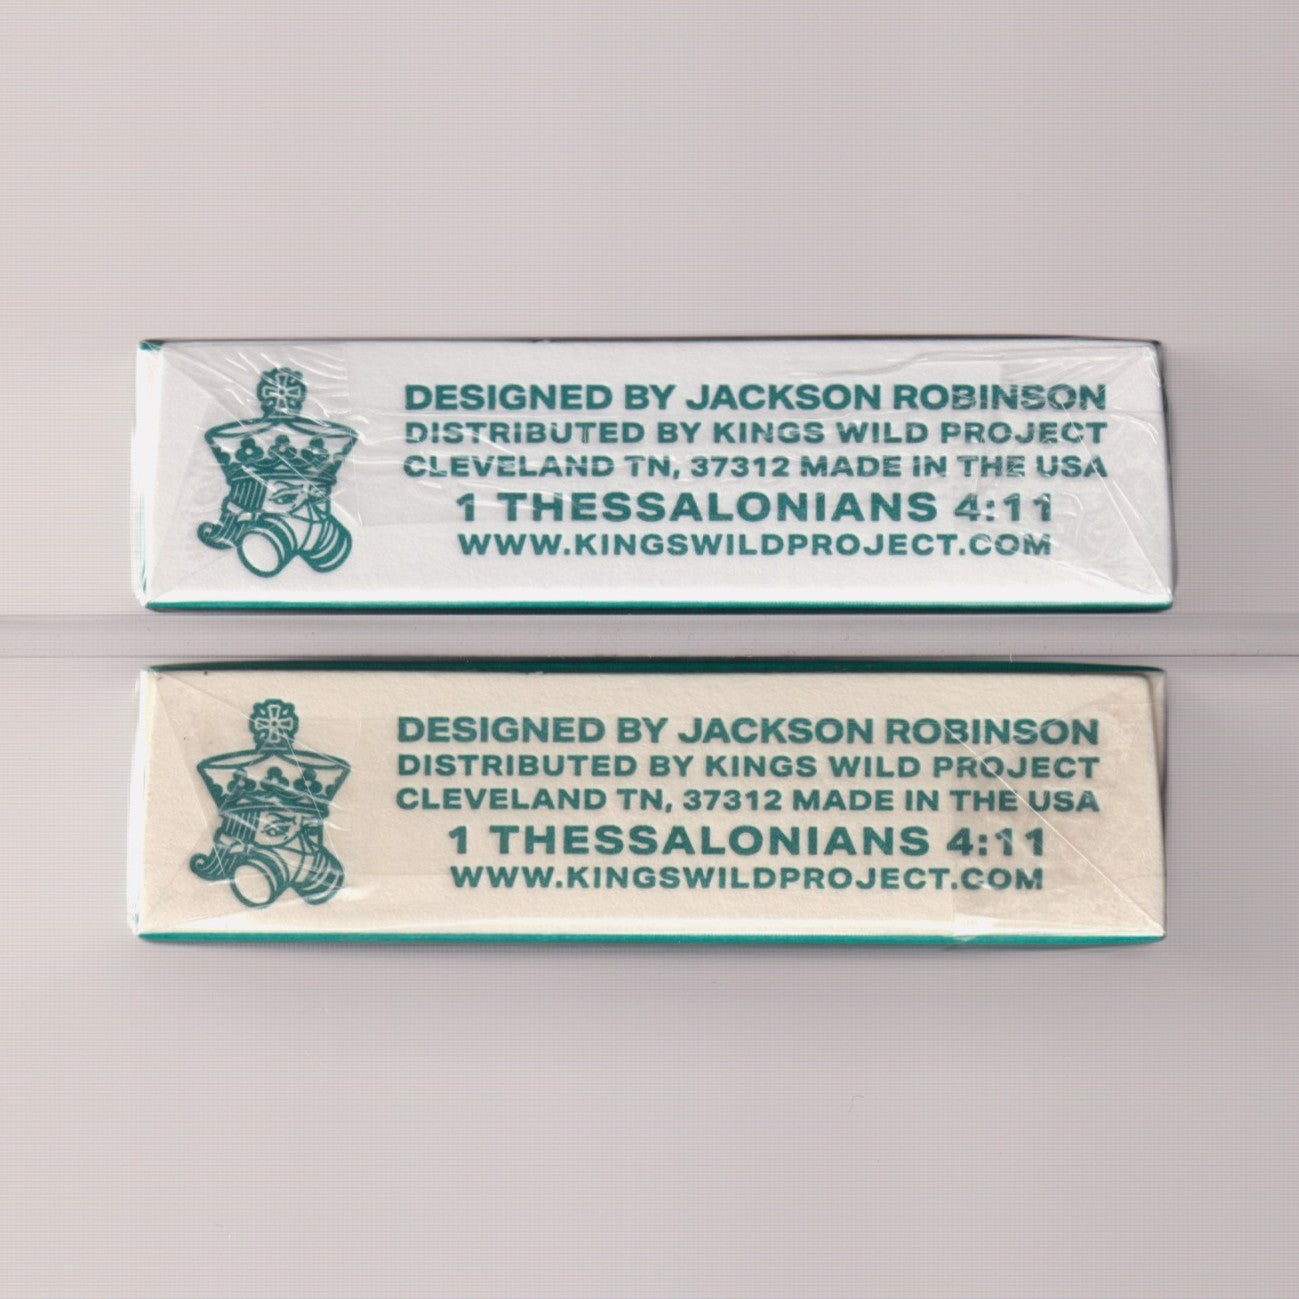 DESIGNED BY JACKSON ROBINSON
DISTRIBUTED BY KINGS WILD PROJECT
CLEVELAND TN, 37312 MADE IN THE USA
1 THESSALONIANS 4:11
WWW.KINGSWILDPROJECT.COM
DESIGNED BY JACKSON ROBINSON
DISTRIBUTED BY KINGS WILD PROJECT
CLEVELAND TN, 37312 MADE IN THE USA
1 THESSALONIANS 4:11
WWW.KINGSWILDPROJECT.COM